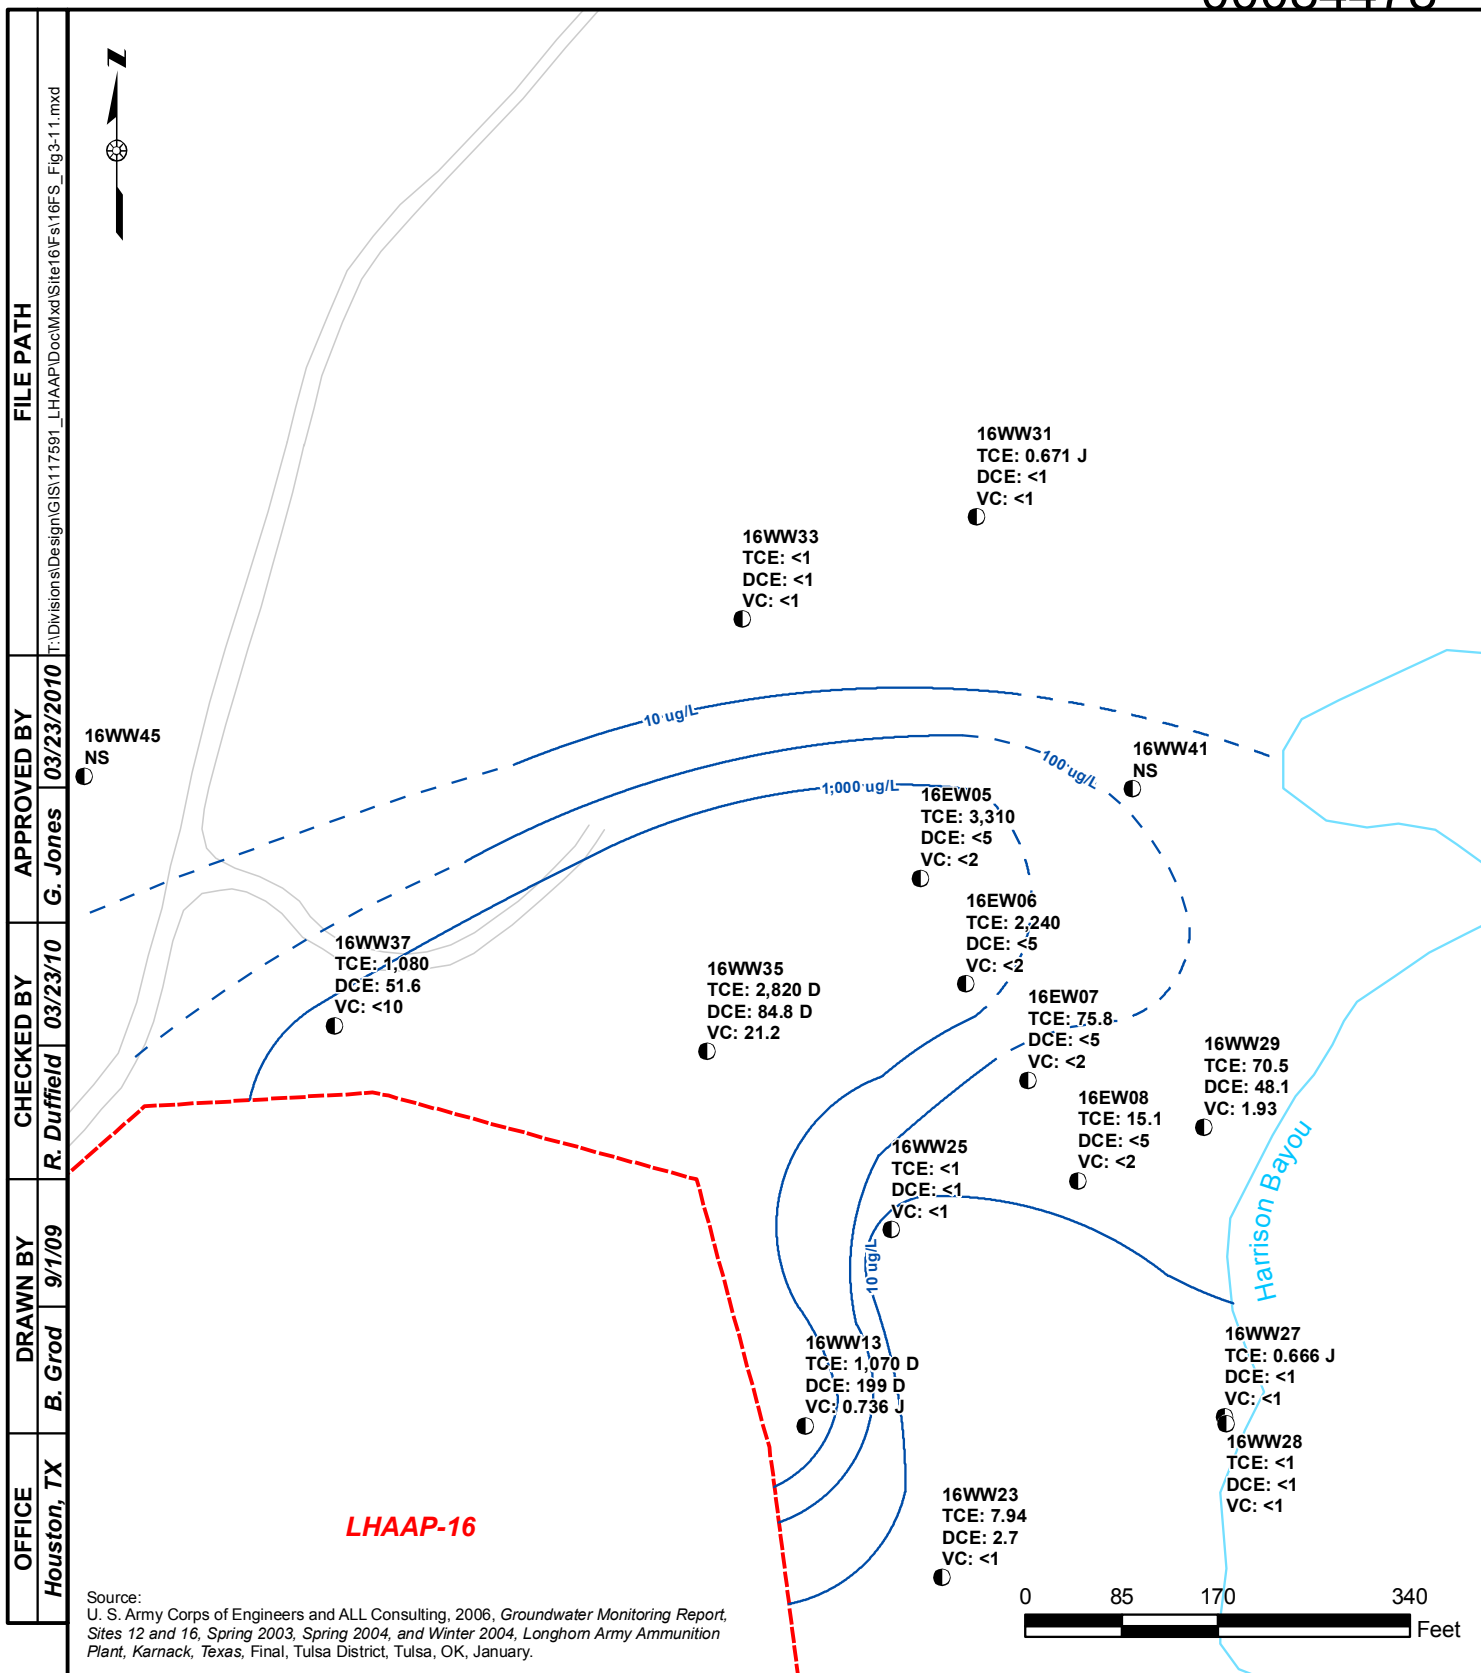 FILE PATH
T:\Divisions\Design\GIS\117591_LHAAP\Doc\Mxd\Site16\Fs\16FS_Fig3-11.mxd
APPROVED BY
G. Jones 03/23/2010
CHECKED BY
R. Duffield 03/23/10
DRAWN BY
B. Grod 9/1/09
OFFICE
Houston, TX
16WW31
TCE: 0.671 J
DCE: <1
VC: <1
16WW33
TCE: <1
DCE: <1
VC: <1
10 ug/L
16WW45
NS
16WW41
NS
100 ug/L
1,000 ug/L
16EW05
TCE: 3,310
DCE: <5
VC: <2
16EW06
TCE: 2,240
DCE: <5
VC: <2
16WW37
TCE: 1,080
DCE: 51.6
VC: <10
16WW35
TCE: 2,820 D
DCE: 84.8 D
VC: 21.2
16EW07
TCE: 75.8
DCE: <5
VC: <2
16WW29
TCE: 70.5
DCE: 48.1
VC: 1.93
16EW08
TCE: 15.1
DCE: <5
VC: <2
16WW25
TCE: <1
DCE: <1
VC: <1
Harrison Bayou
10 ug/L
16WW13
TCE: 1,070 D
DCE: 199 D
VC: 0.736 J
16WW27
TCE: 0.666 J
DCE: <1
VC: <1
16WW28
TCE: <1
DCE: <1
VC: <1
16WW23
TCE: 7.94
DCE: 2.7
VC: <1
LHAAP-16
0 85 170 340
Feet
Source:
U. S. Army Corps of Engineers and ALL Consulting, 2006, Groundwater Monitoring Report,
Sites 12 and 16, Spring 2003, Spring 2004, and Winter 2004, Longhorn Army Ammunition
Plant, Karnack, Texas, Final, Tulsa District, Tulsa, OK, January.